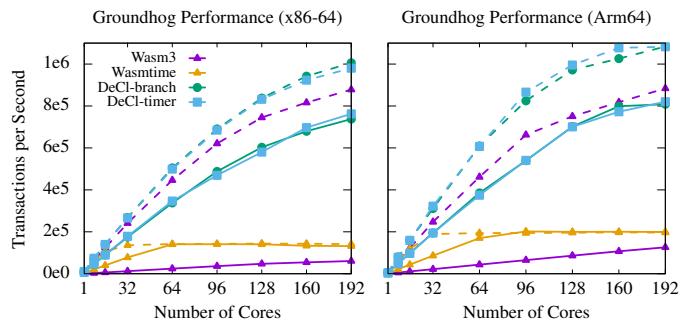 Groundhog Performance (x86-64)
Groundhog Performance (Arm64)
Transactions per Second
1e6
8e5
6e5
4e5
2e5
0e0
Wasm3
Wasmtime
DeCl-branch
DeCl-timer
1 32 64 96 128 160 192
1 32 64 96 128 160 192
Number of Cores
Number of Cores